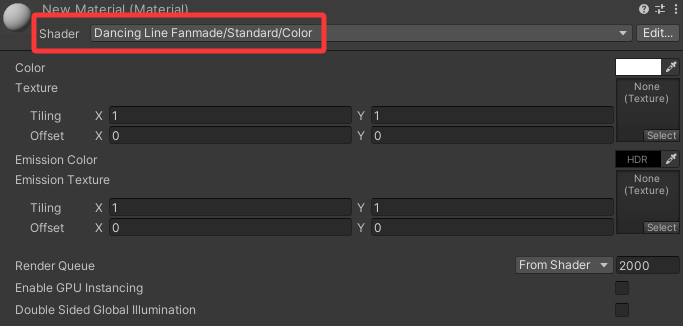 New Material (Material)
Shader Dancing Line Fanmade/Standard/Color Edit...
Color
Texture
None
(Texture)
Tiling X 1 Y 1
Offset X 0 Y 0
Select
Emission Color HDR
Emission Texture
None
(Texture)
Tiling X 1 Y 1
Offset X 0 Y 0
Select
Render Queue From Shader 2000
Enable GPU Instancing
Double Sided Global Illumination